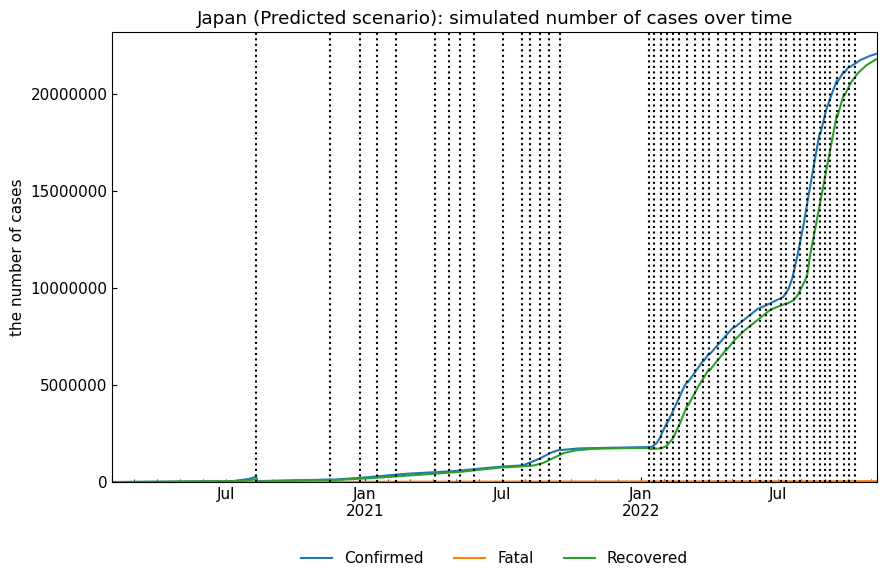 Japan (Predicted scenario): simulated number of cases over time
the number of cases
20000000
15000000
10000000
5000000
0
Jul
Jan
2021
Jul
Jan
2022
Jul
Confirmed
Fatal
Recovered